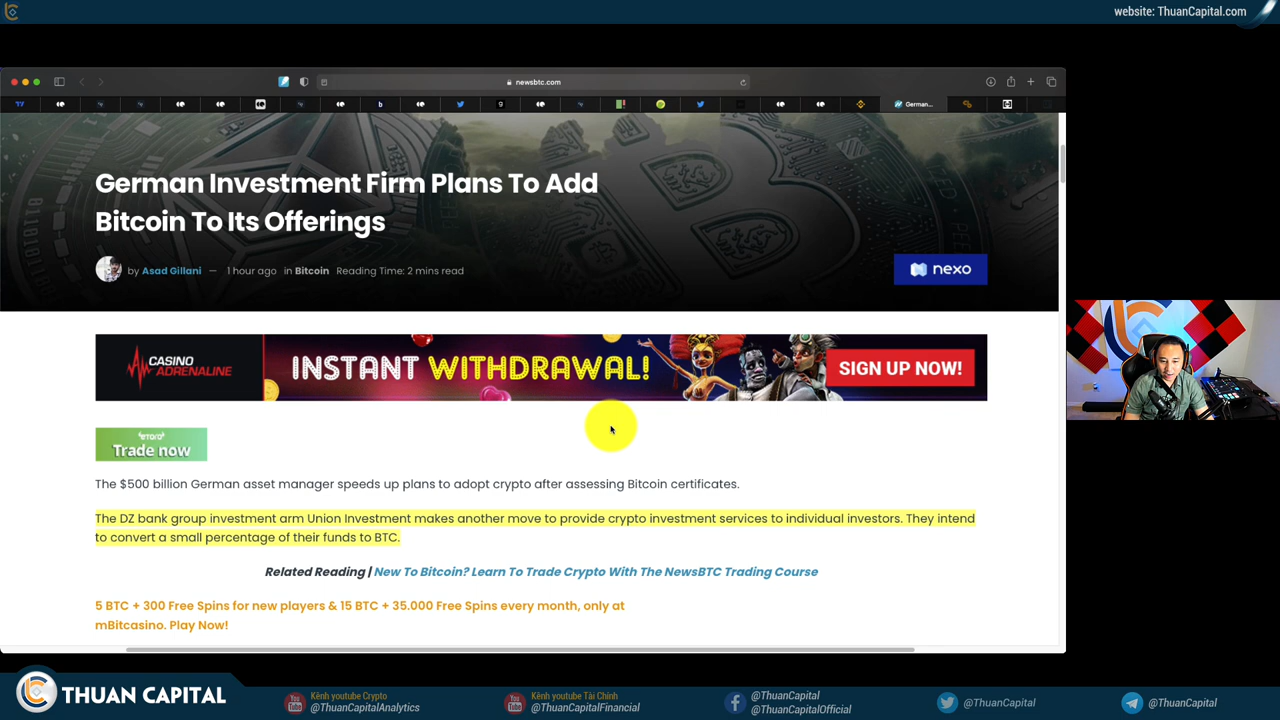 website: ThuanCapital.com
newsbtc.com
German...
German Investment Firm Plans To Add
Bitcoin To Its Offerings
by Asad Gillani — 1 hour ago in Bitcoin Reading Time: 2 mins read
nexo
CASINO
ADRENALINE
INSTANT WITHDRAWAL!
SIGN UP NOW!
eToro
Trade now
The $500 billion German asset manager speeds up plans to adopt crypto after assessing Bitcoin certificates.
The DZ bank group investment arm Union Investment makes another move to provide crypto investment services to individual investors. They intend
to convert a small percentage of their funds to BTC.
Related Reading | New To Bitcoin? Learn To Trade Crypto With The NewsBTC Trading Course
5 BTC + 300 Free Spins for new players & 15 BTC + 35.000 Free Spins every month, only at
mBitcasino. Play Now!
THUAN CAPITAL
Kênh youtube Crypto
@ThuanCapitalAnalytics
Kênh youtube Tài Chính
@ThuanCapitalFinancial
@ThuanCapital
@ThuanCapitalOfficial
@ThuanCapital
@ThuanCapital